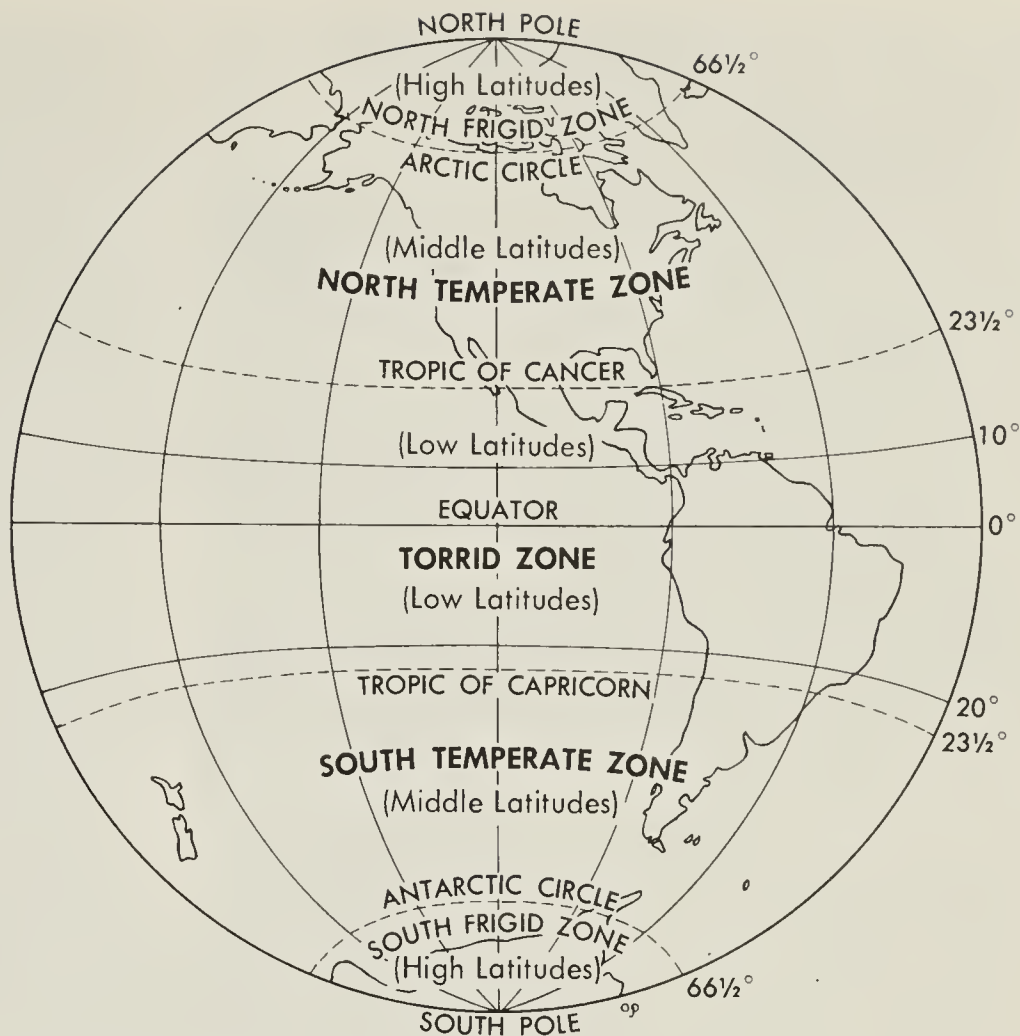 NORTH POLE
66½°
(High Latitudes)
NORTH FRIGID ZONE
ARCTIC CIRCLE
(Middle Latitudes)
NORTH TEMPERATE ZONE
23½°
TROPIC OF CANCER
10°
(Low Latitudes)
EQUATOR
0°
TORRID ZONE
(Low Latitudes)
TROPIC OF CAPRICORN
20°
23½°
SOUTH TEMPERATE ZONE
(Middle Latitudes)
ANTARCTIC CIRCLE
SOUTH FRIGID ZONE
(High Latitudes)
66½°
SOUTH POLE